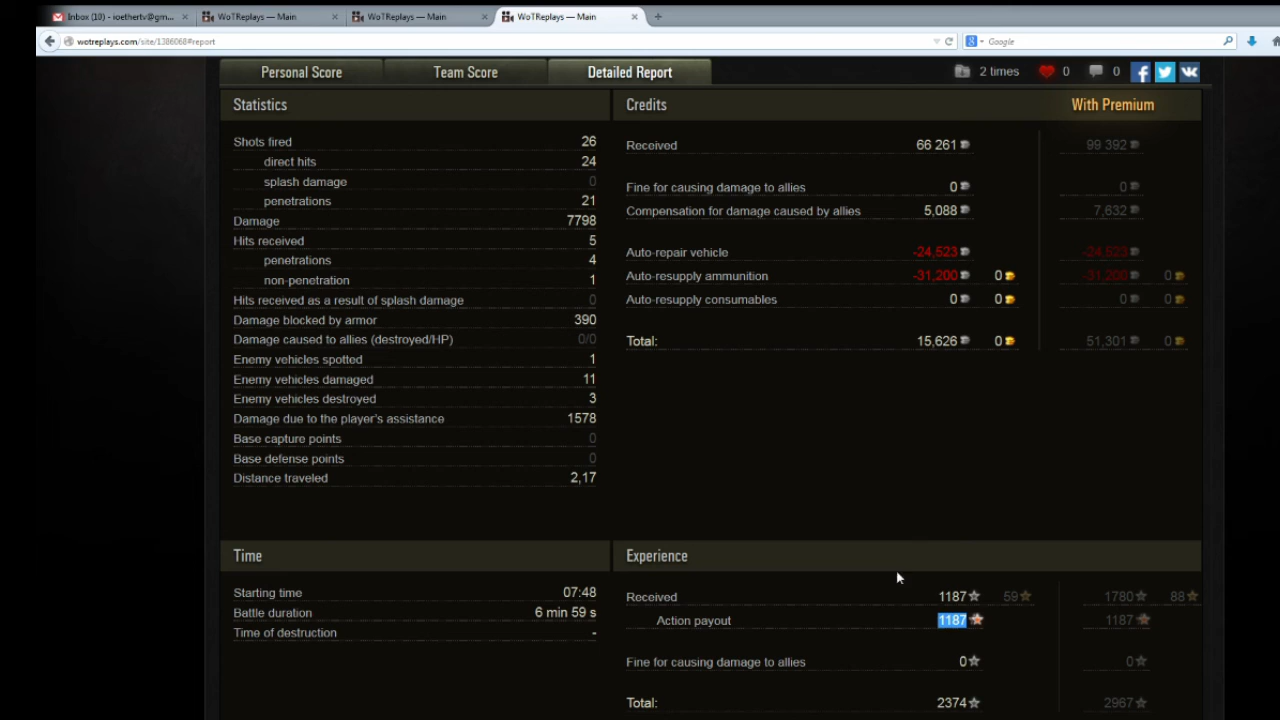 Inbox (10) - ioethertv@gm... × WoTReplays — Main × WoTReplays — Main × WoTReplays — Main × +
wotreplays.com/site/1386068#report Google
Personal Score Team Score Detailed Report 2 times 0 0
Statistics
Shots fired 26
direct hits 24
splash damage 0
penetrations 21
Damage 7798
Hits received 5
penetrations 4
non-penetration 1
Hits received as a result of splash damage 0
Damage blocked by armor 390
Damage caused to allies (destroyed/HP) 0/0
Enemy vehicles spotted 1
Enemy vehicles damaged 11
Enemy vehicles destroyed 3
Damage due to the player's assistance 1578
Base capture points 0
Base defense points 0
Distance traveled 2,17
Credits With Premium
Received 66 261 99 392
Fine for causing damage to allies 0 0
Compensation for damage caused by allies 5,088 7,632
Auto-repair vehicle -24,523 -24,523
Auto-resupply ammunition -31,200 0 -31,200 0
Auto-resupply consumables 0 0 0 0
Total: 15,626 0 51,301 0
Time
Starting time 07:48
Battle duration 6 min 59 s
Time of destruction -
Experience
Received 1187 59 1780 88
Action payout 1187 1187
Fine for causing damage to allies 0 0
Total: 2374 2967